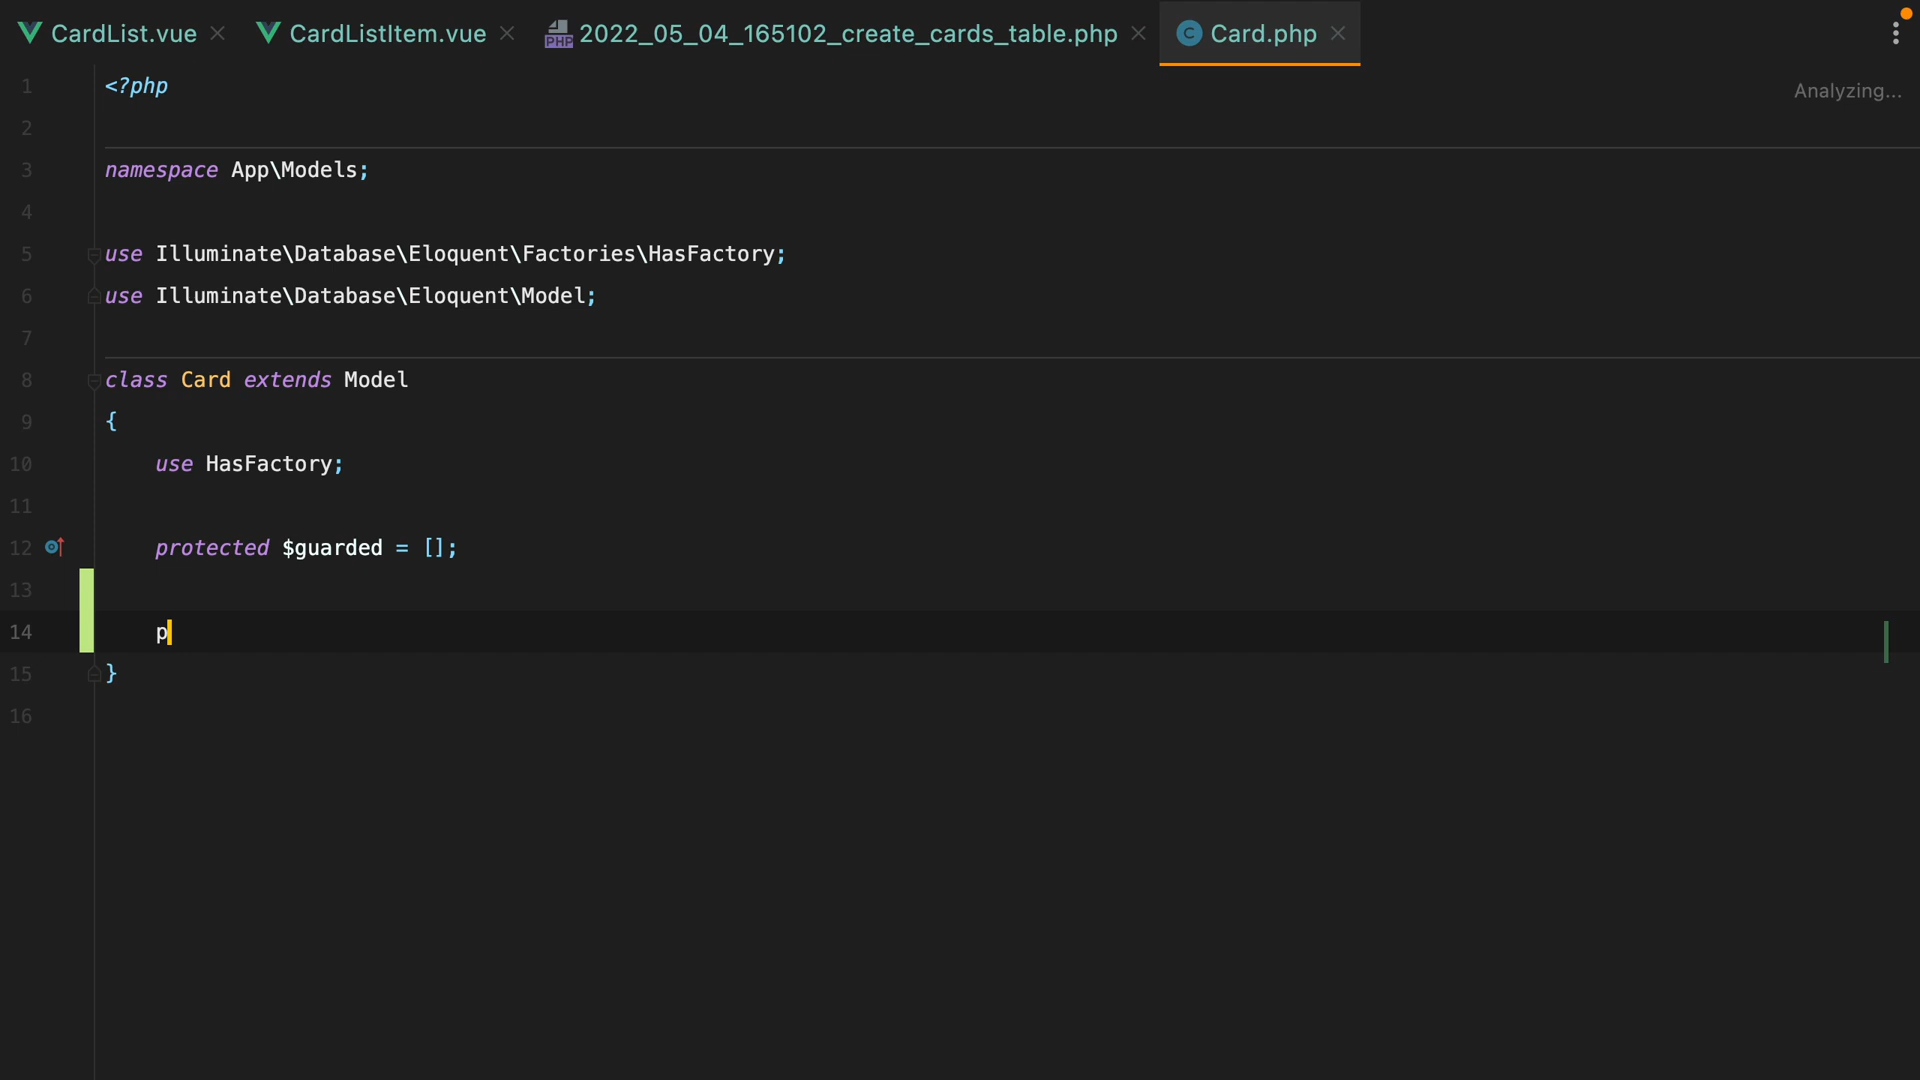 CardList.vue CardListItem.vue PHP 2022_05_04_165102_create_cards_table.php C Card.php
1 <?php
Analyzing...
2
3 namespace App\Models;
4
5 use Illuminate\Database\Eloquent\Factories\HasFactory;
6 use Illuminate\Database\Eloquent\Model;
7
8 class Card extends Model
9 {
10 use HasFactory;
11
12 protected $guarded = [];
13
14 p
15 }
16